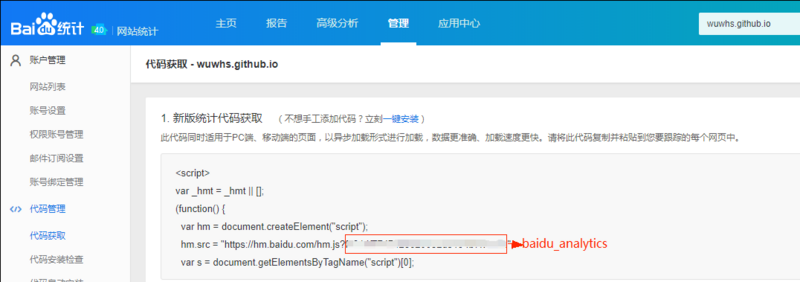 Baidu统计 4.0 网站统计 主页 报告 高级分析 管理 应用中心 wuwhs.github.io
账户管理
网站列表
账号设置
权限账号管理
邮件订阅设置
账号绑定管理
代码管理
代码获取
代码安装检查
代码获取 - wuwhs.github.io
1. 新版统计代码获取 （不想手工添加代码？立刻一键安装）
此代码同时适用于PC端、移动端的页面，以异步加载形式进行加载，数据更准确、加载速度更快。请将此代码复制并粘贴到您要跟踪的每个网页中。
<script>
var _hmt = _hmt || [];
(function() {
var hm = document.createElement("script");
hm.src = "https://hm.baidu.com/hm.js?
baidu_analytics
var s = document.getElementsByTagName("script")[0];